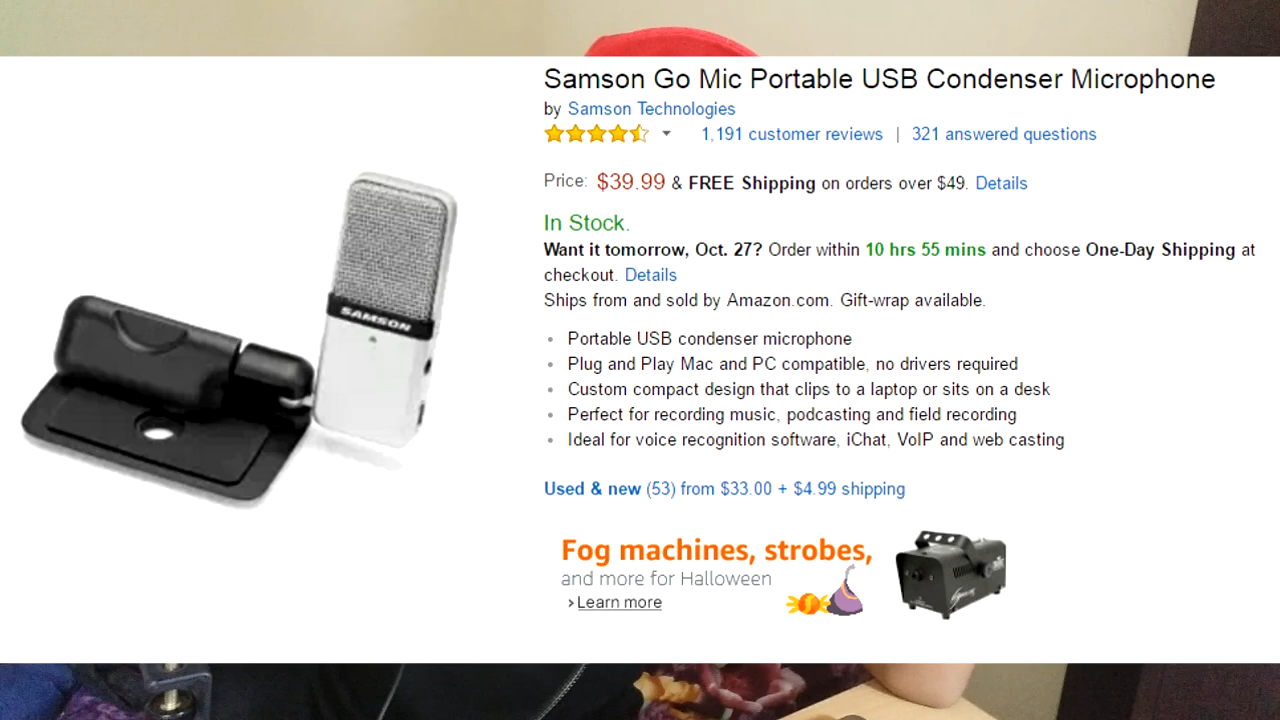 Samson Go Mic Portable USB Condenser Microphone
by Samson Technologies
1,191 customer reviews | 321 answered questions
Price: $39.99 & FREE Shipping on orders over $49. Details
In Stock.
Want it tomorrow, Oct. 27? Order within 10 hrs 55 mins and choose One-Day Shipping at
checkout. Details
Ships from and sold by Amazon.com. Gift-wrap available.
• Portable USB condenser microphone
• Plug and Play Mac and PC compatible, no drivers required
• Custom compact design that clips to a laptop or sits on a desk
• Perfect for recording music, podcasting and field recording
• Ideal for voice recognition software, iChat, VoIP and web casting
Used & new (53) from $33.00 + $4.99 shipping
Fog machines, strobes,
and more for Halloween
›Learn more
SAMSON